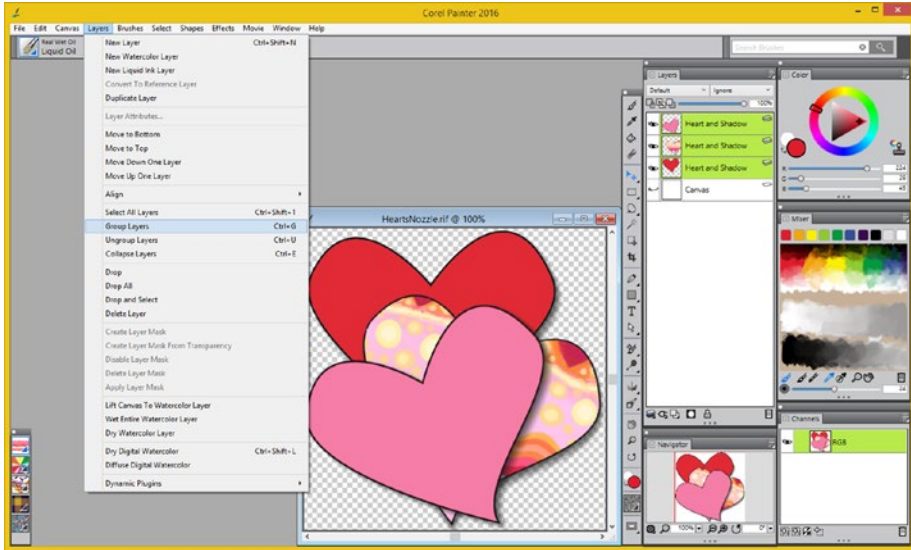 Corel Painter 2016
File Edit Canvas Layers Brushes Select Shapes Effects Movie Window Help
Real Wet Oil
Liquid Oil
Search Brushes
New Layer Ctrl+Shift+N
New Watercolor Layer
New Liquid Ink Layer
Convert To Reference Layer
Duplicate Layer
Layer Attributes...
Move to Bottom
Move to Top
Move Down One Layer
Move Up One Layer
Align
Select All Layers Ctrl+Shift+1
Group Layers Ctrl+G
Ungroup Layers Ctrl+U
Collapse Layers Ctrl+E
Drop
Drop All
Drop and Select
Delete Layer
Create Layer Mask
Create Layer Mask From Transparency
Disable Layer Mask
Delete Layer Mask
Apply Layer Mask
Lift Canvas To Watercolor Layer
Wet Entire Watercolor Layer
Dry Watercolor Layer
Dry Digital Watercolor Ctrl+Shift+L
Diffuse Digital Watercolor
Dynamic Plugins
HeartsNozzle.rif @ 100%
T
Layers
Default Ignore
100%
Heart and Shadow
Heart and Shadow
Heart and Shadow
Canvas
Navigator
100% 0°
Color
R 224
G
B
Mixer
Channels
RGB